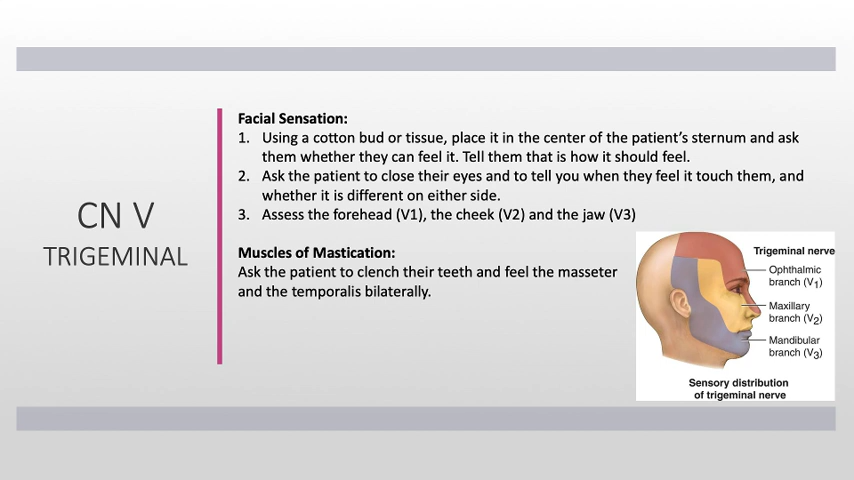 CN V
TRIGEMINAL
Facial Sensation:
1. Using a cotton bud or tissue, place it in the center of the patient's sternum and ask
them whether they can feel it. Tell them that is how it should feel.
2. Ask the patient to close their eyes and to tell you when they feel it touch them, and
whether it is different on either side.
3. Assess the forehead (V1), the cheek (V2) and the jaw (V3)
Muscles of Mastication:
Ask the patient to clench their teeth and feel the masseter
and the temporalis bilaterally.
Trigeminal nerve
Ophthalmic
branch (V1)
Maxillary
branch (V2)
Mandibular
branch (V3)
Sensory distribution
of trigeminal nerve